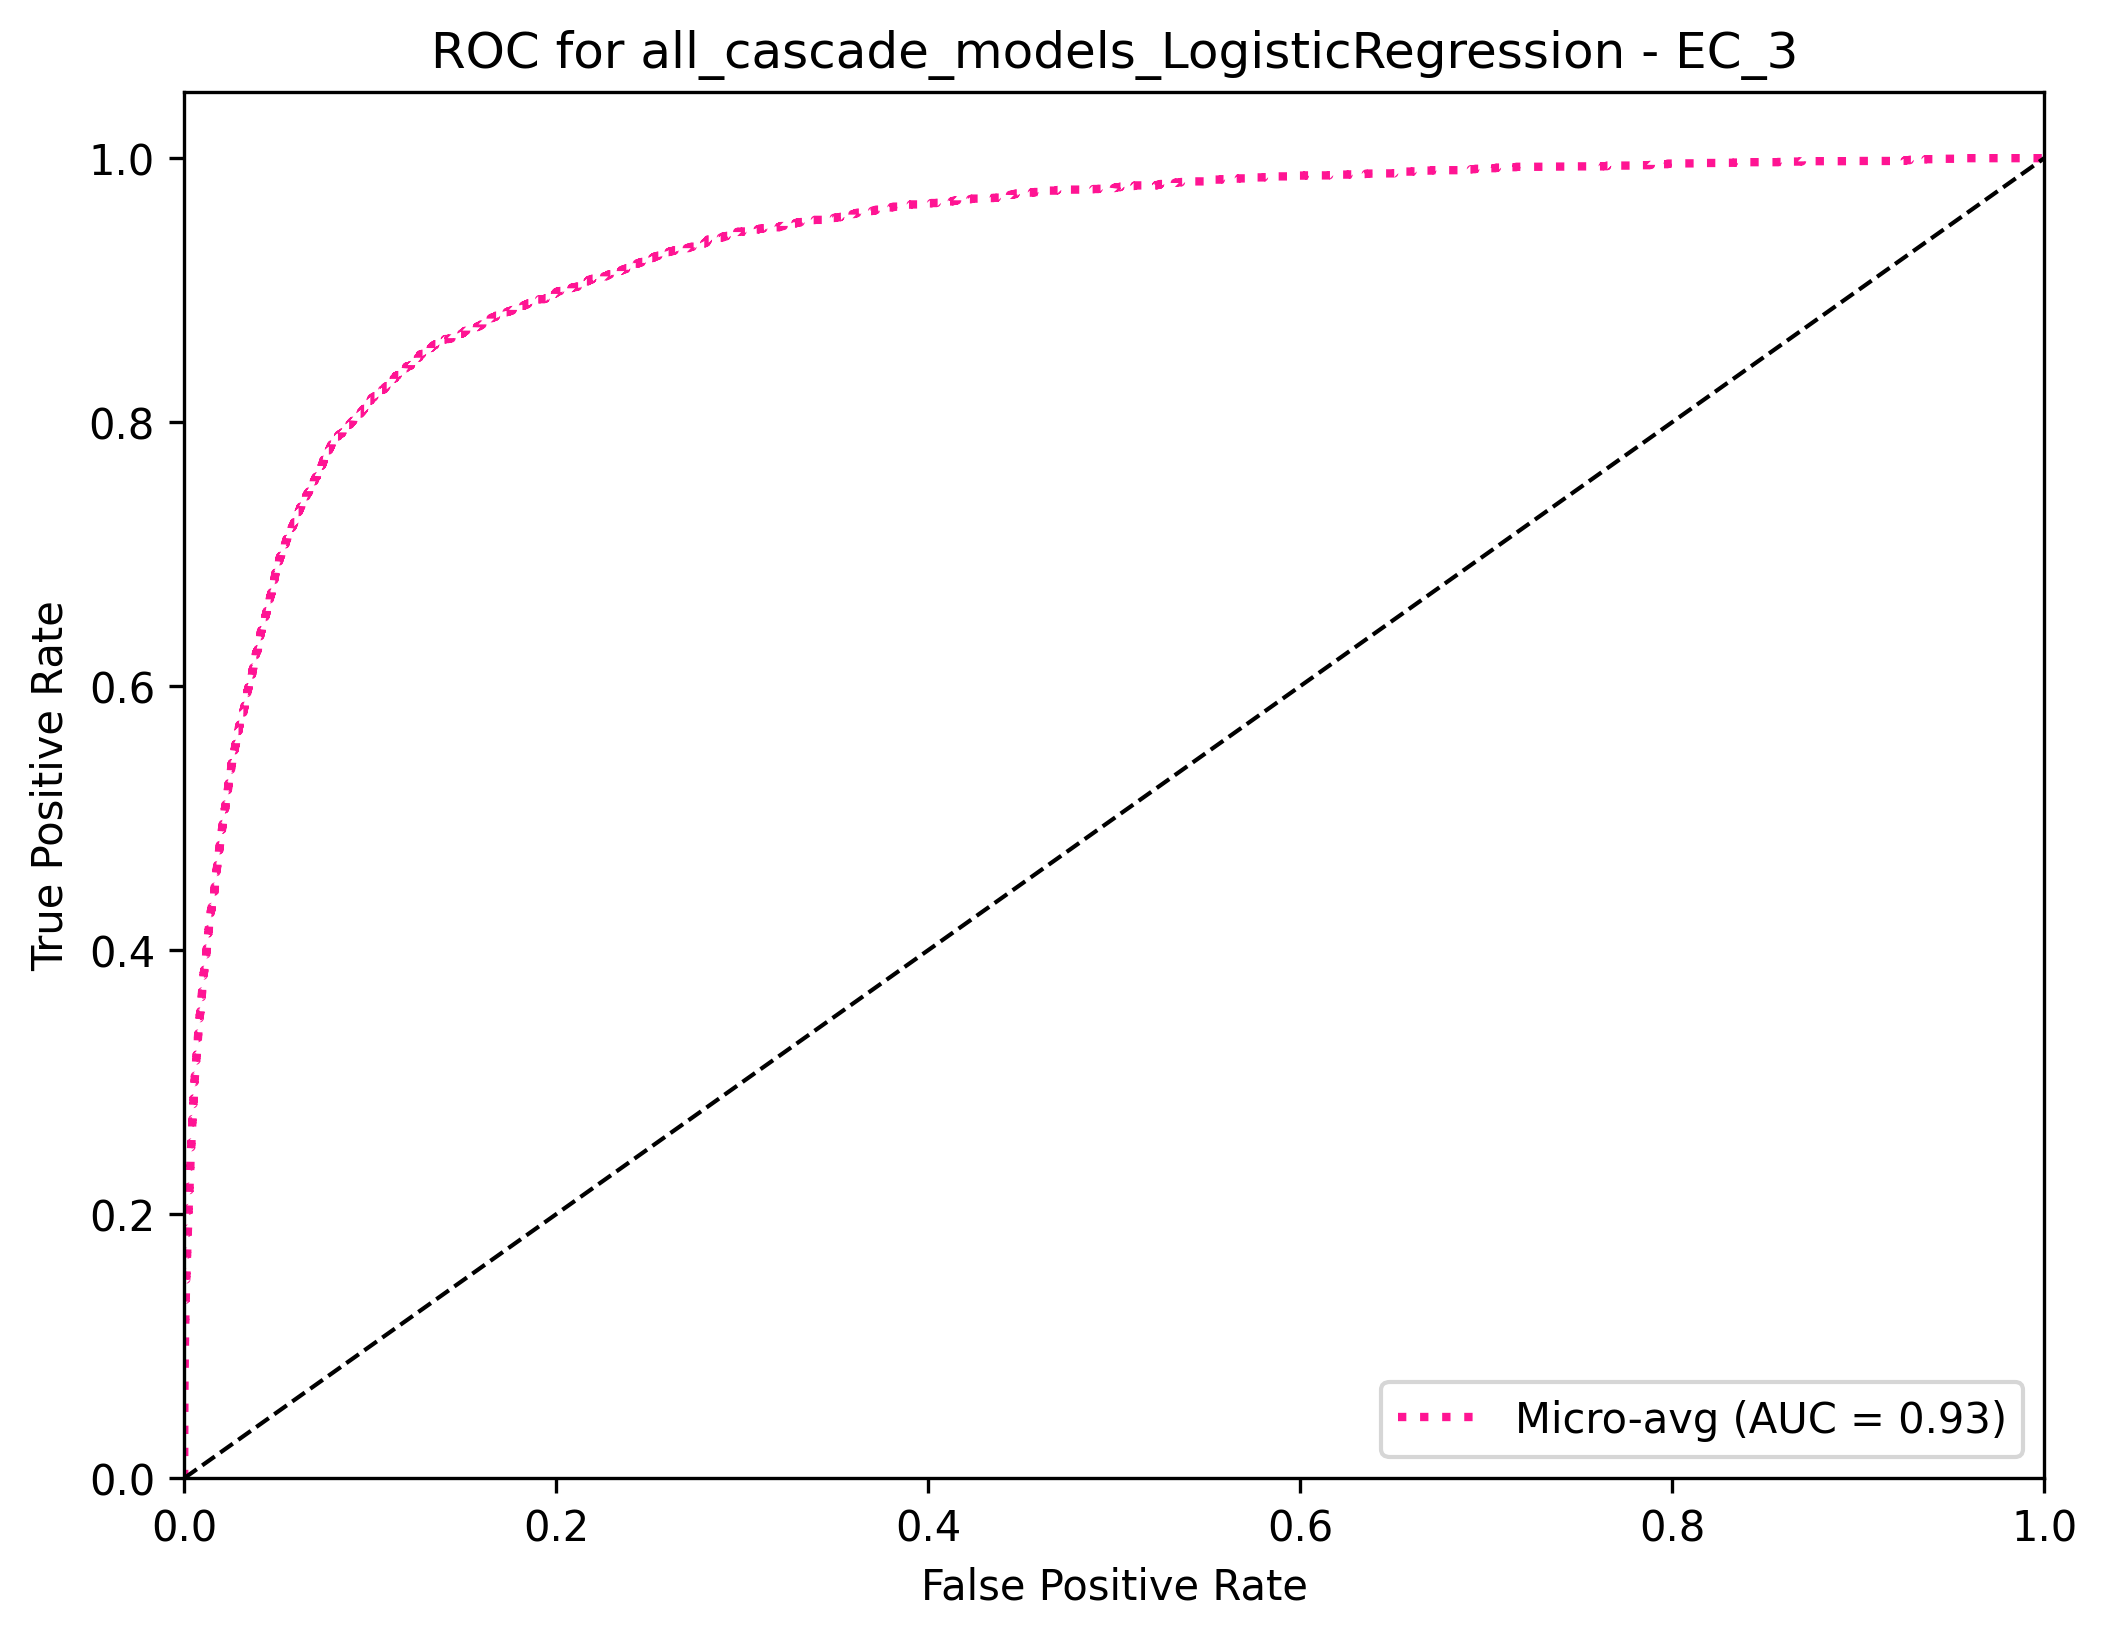 ROC for all_cascade_models_LogisticRegression - EC_3
True Positive Rate
1.0
0.8
0.6
0.4
0.2
0.0
0.0 0.2 0.4 0.6 0.8 1.0
False Positive Rate
Micro-avg (AUC = 0.93)